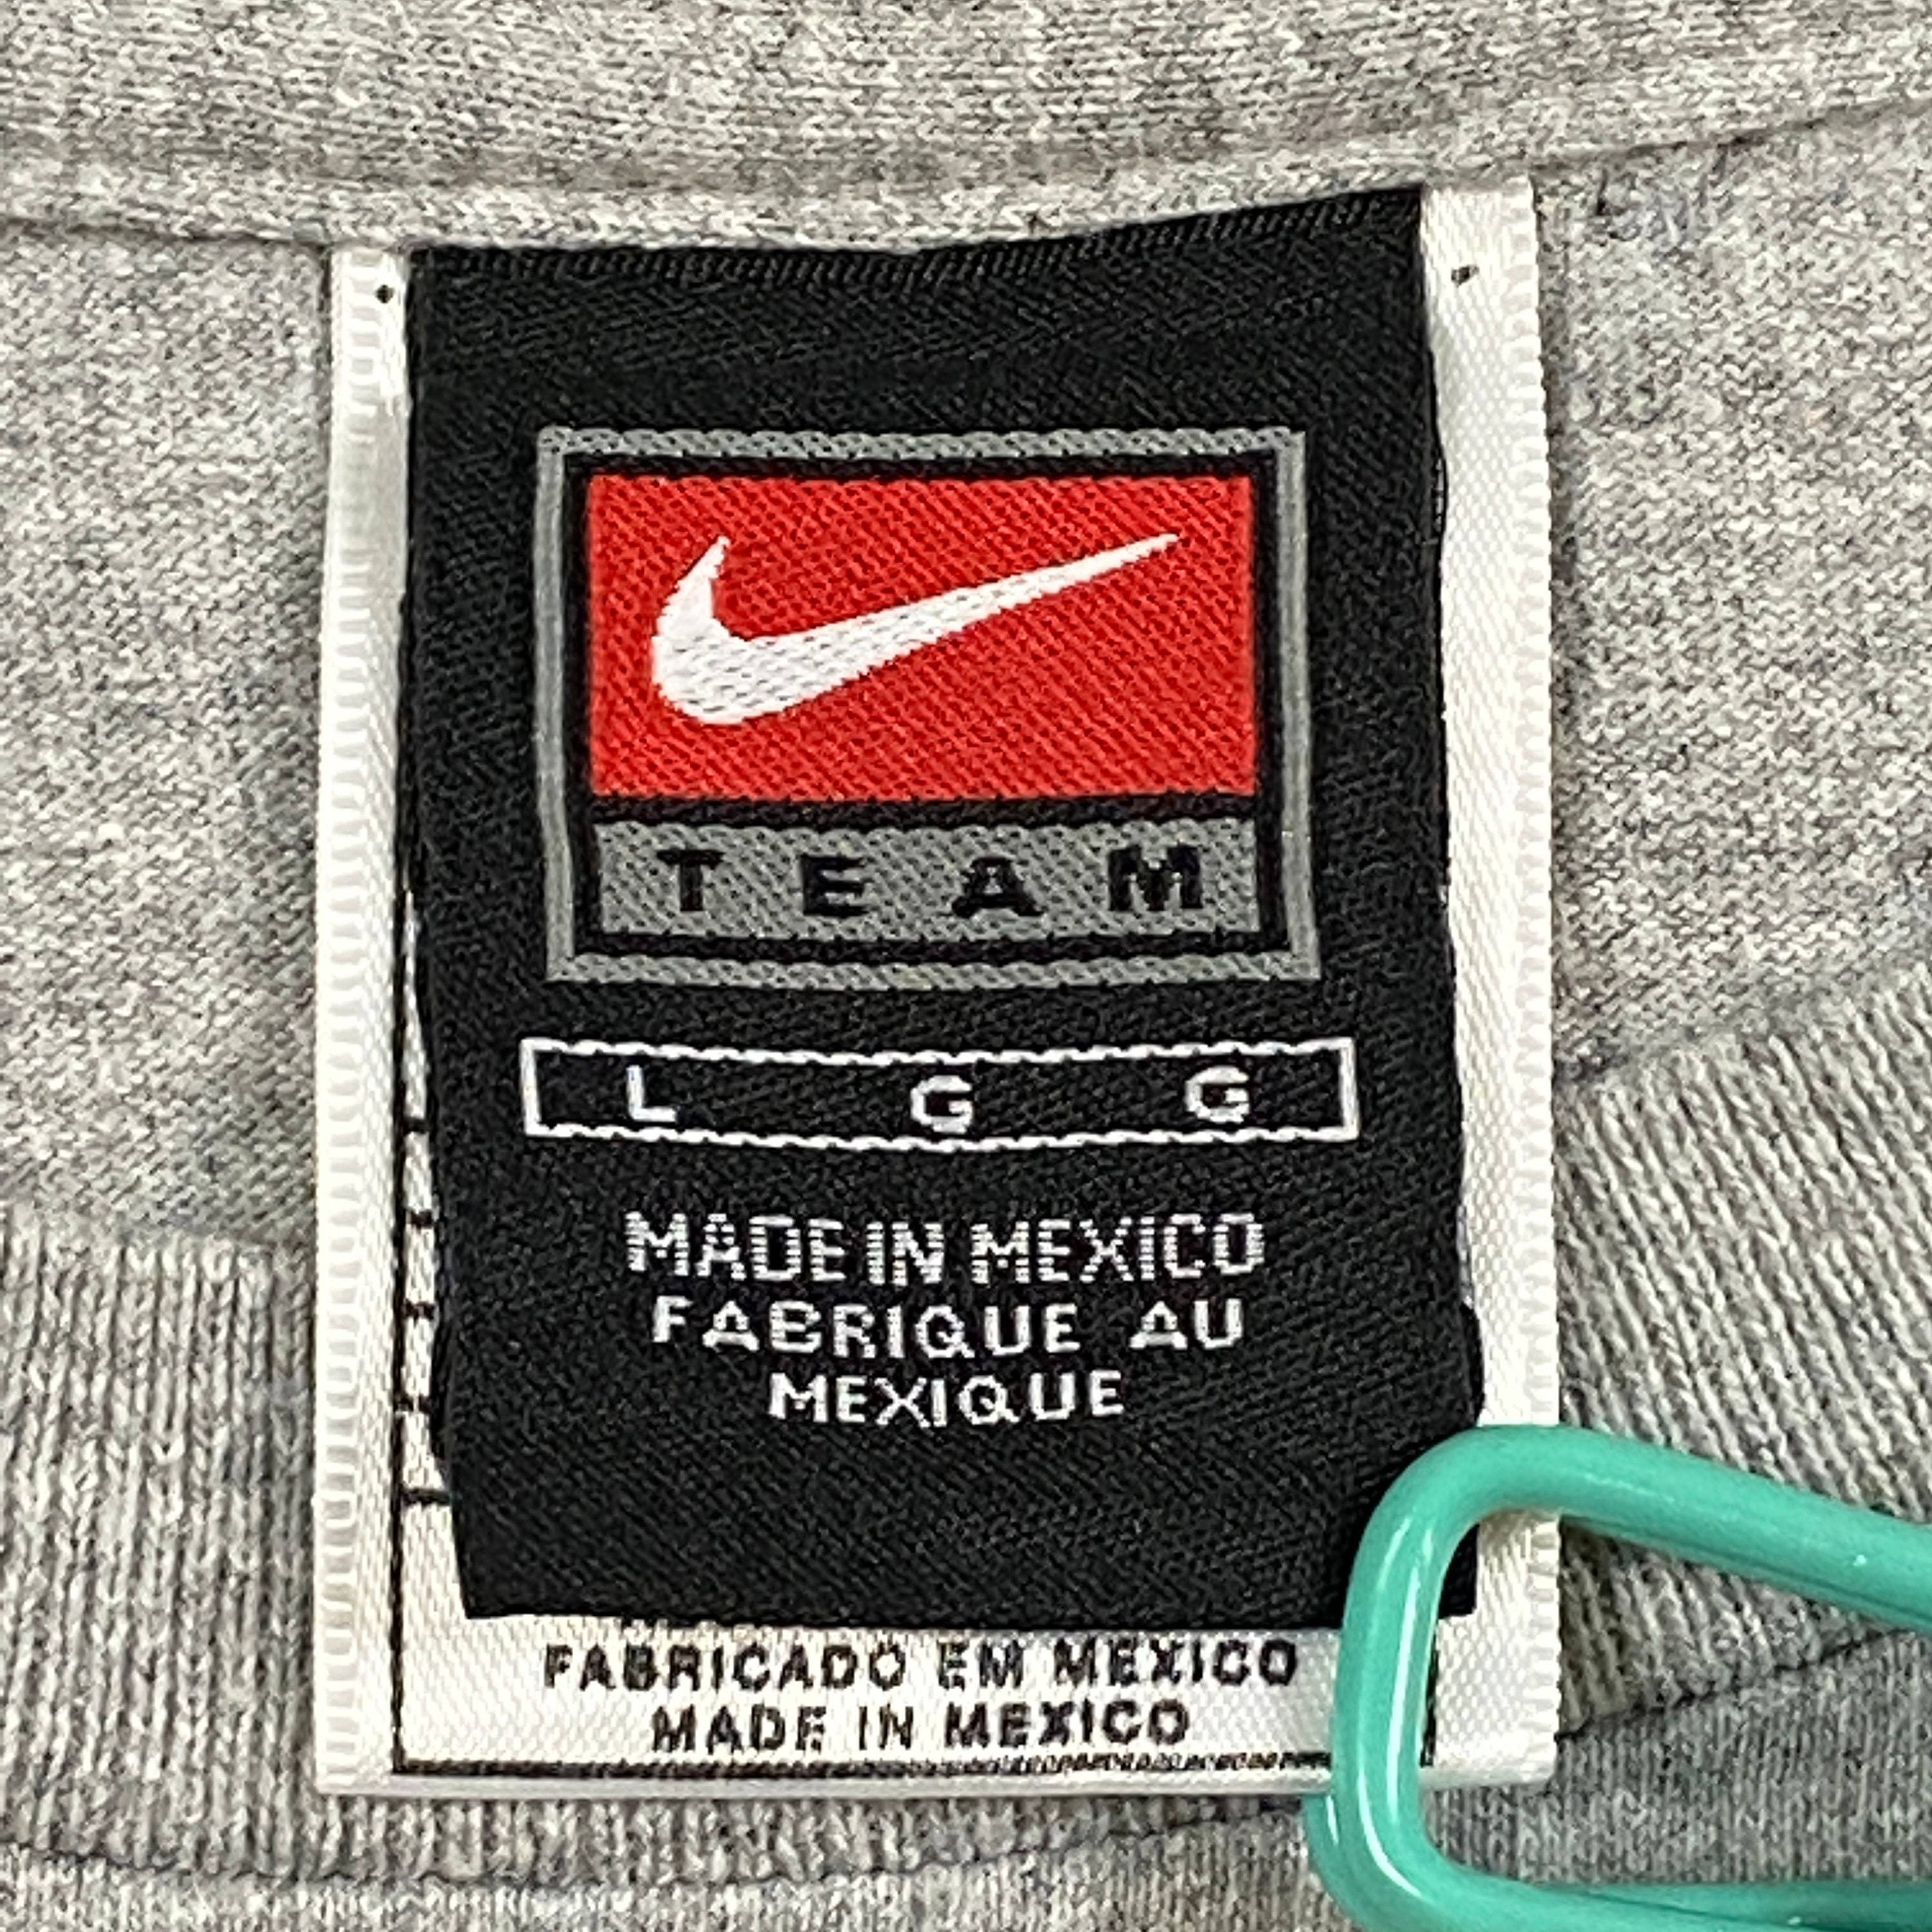 TEAM
L G G
MADE IN MEXICO
FABRIQUE AU
MEXIQUE
FABRICADO EM MEXICO
MADE IN MEXICO